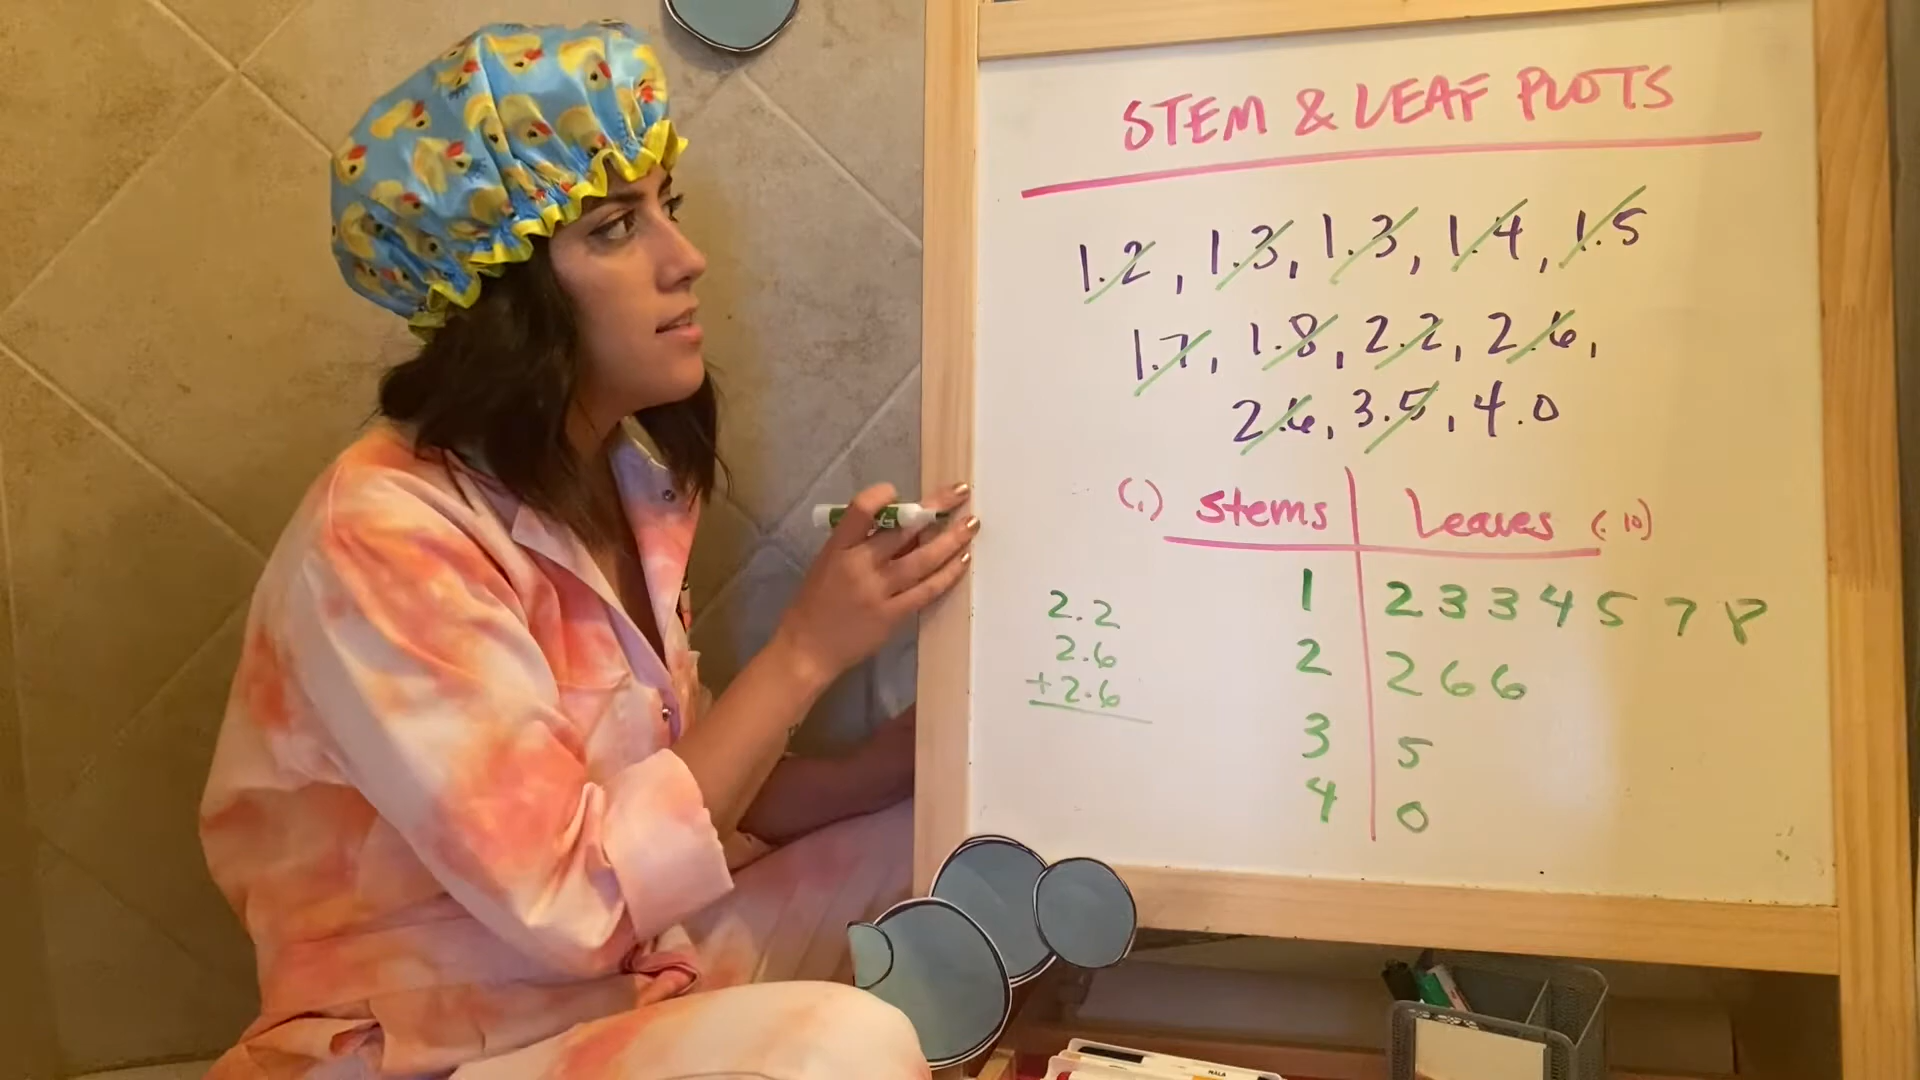 STEM & LEAF PLOTS
1.2, 1.3, 1.3, 1.4, 1.5
1.7, 1.8, 2.2, 2.6,
2.6, 3.5, 4.0
(.) Stems | Leaves (.10)
1 | 2 3 3 4 5 7 8
2 | 2 6 6
3 | 5
4 | 0
2.2
2.6
+2.6
MALA